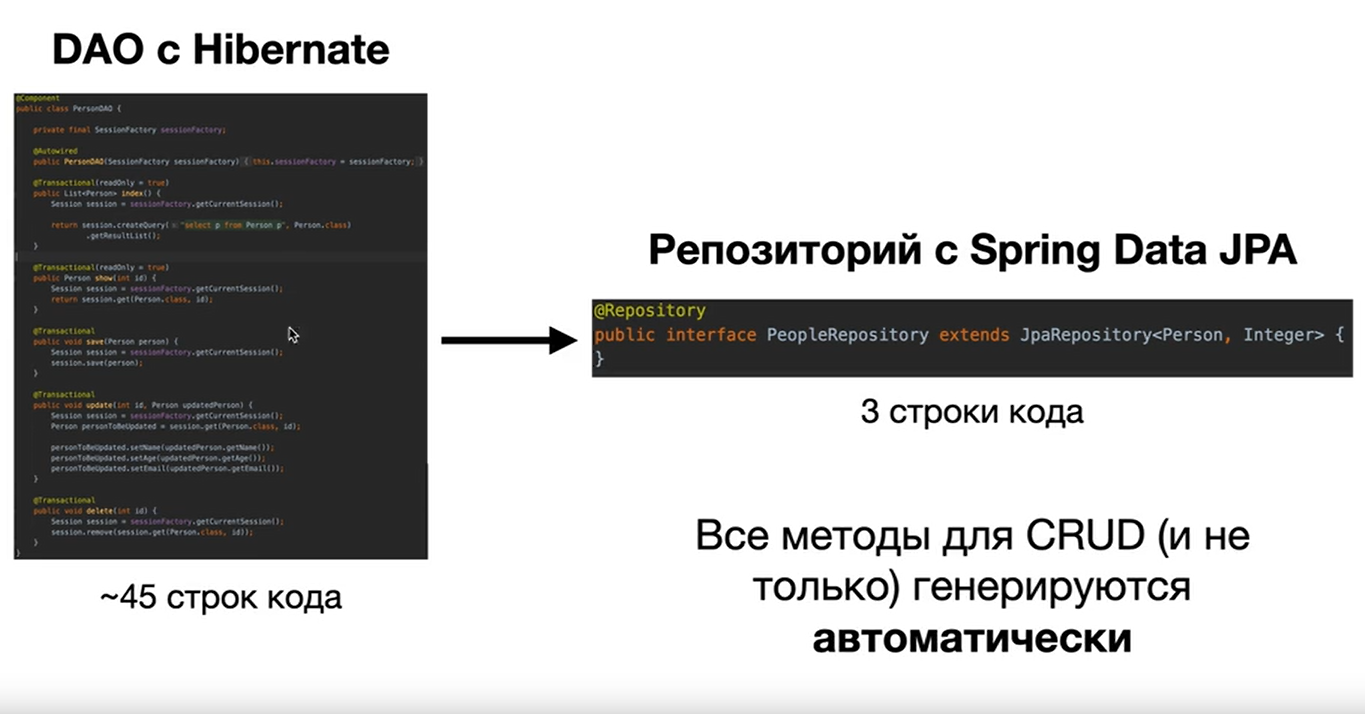 DAO с Hibernate
@Component
public class PersonDAO {
private final SessionFactory sessionFactory;
@Autowired
public PersonDAO(SessionFactory sessionFactory) { this.sessionFactory = sessionFactory; }
@Transactional(readOnly = true)
public List<Person> index() {
Session session = sessionFactory.getCurrentSession();
return session.createQuery( "select p from Person p", Person.class)
.getResultList();
}
@Transactional(readOnly = true)
public Person show(int id) {
Session session = sessionFactory.getCurrentSession();
return session.get(Person.class, id);
}
@Transactional
public void save(Person person) {
Session session = sessionFactory.getCurrentSession();
session.save(person);
}
@Transactional
public void update(int id, Person updatedPerson) {
Session session = sessionFactory.getCurrentSession();
Person personToBeUpdated = session.get(Person.class, id);
personToBeUpdated.setName(updatedPerson.getName());
personToBeUpdated.setAge(updatedPerson.getAge());
personToBeUpdated.setEmail(updatedPerson.getEmail());
}
@Transactional
public void delete(int id) {
Session session = sessionFactory.getCurrentSession();
session.remove(session.get(Person.class, id));
}
}
~45 строк кода
Репозиторий с Spring Data JPA
@Repository
public interface PeopleRepository extends JpaRepository<Person, Integer> {
}
3 строки кода
Все методы для CRUD (и не
только) генерируются
автоматически